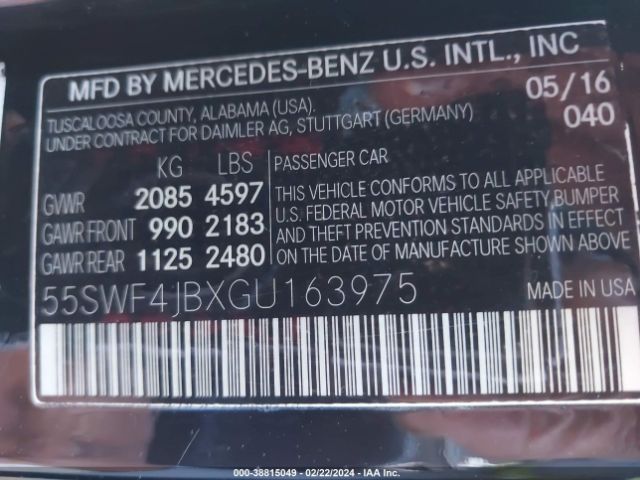 MFD BY MERCEDES-BENZ U.S. INTL., INC
TUSCALOOSA COUNTY, ALABAMA (USA). 05/16
UNDER CONTRACT FOR DAIMLER AG, STUTTGART (GERMANY) 040
KG LBS PASSENGER CAR
GVWR 2085 4597
GAWR FRONT 990 2183
GAWR REAR 1125 2480
THIS VEHICLE CONFORMS TO ALL APPLICABLE
U.S. FEDERAL MOTOR VEHICLE SAFETY,BUMPER
AND THEFT PREVENTION STANDARDS IN EFFECT
ON THE DATE OF MANUFACTURE SHOWN ABOVE.
55SWF4JBXGU163975 MADE IN USA
000-38815049 - 02/22/2024 - IAA Inc.